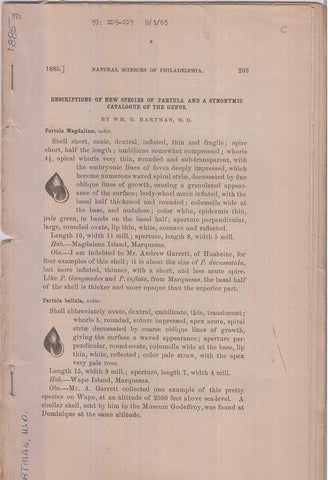 37:
1885
37: 203-223 9/1/85
C
1885.] NATURAL SCIENCES OF PHILADELPHIA. 203
DESCRIPTIONS OF NEW SPECIES OF PARTULA AND A SYNONYMIC
CATALOGUE OF THE GENUS.
BY WM. D. HARTMAN, M. D.
Partula Magdalinæ, nobis.
Shell short, conic, dextral, inflated, thin and fragile; spire
short, half the length; umbilicus somewhat compressed; whorls
4½, apical whorls very thin, rounded and sub-transparent, with
the embryonic lines of fovea deeply impressed, which
become numerous waved spiral striæ, decussated by fine
oblique lines of growth, causing a granulated appear-
ance of the surface; body-whorl much inflated, with the
basal half thickened and rounded; columella wide at
the base, and nodulose; color white, epidermis thin,
pale green, in bands on the basal half; aperture perpendicular,
large, rounded ovate, lip thin, white, concave and reflected.
Length 10, width 11 mill.; aperture, length 8, width 5 mill.
Hab.—Magdalena Island, Marquesas.
Obs.—I am indebted to Mr. Andrew Garrett, of Huaheine, for
four examples of this shell; it is about the size of P. decussatula,
but more inflated, thinner, with a short, and less acute spire.
Like P. Ganymedes and P. inflata, from Marquesas, the basal half
of the shell is thicker and more opaque than the superior part.
Partula bellula, nobis.
Shell abbreviately ovate, dextral, umbilicate, thin, translucent;
whorls 5, rounded, suture impressed, apex acute, spiral
striæ decussated by coarse oblique lines of growth,
giving the surface a waved appearance; aperture per-
pendicular, round-ovate, columella wide at the base, lip
thin, white, reflected; color pale straw, with the apex
very pale rose.
Length 15, width 9 mill.; aperture, length 7, width 4 mill.
Hab.—Wapo Island, Marquesas.
Obs.—Mr. A. Garrett collected one example of this pretty
species on Wapo, at an altitude of 2500 feet above sea-level. A
similar shell, sent by him to the Museum Godeffroy, was found at
Dominique at the same altitude.
RTMAN, W.D.